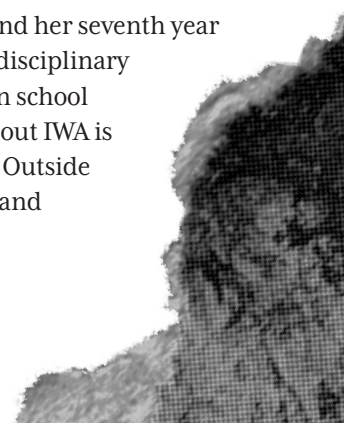 nd her seventh year
disciplinary
n school
out IWA is
Outside
and